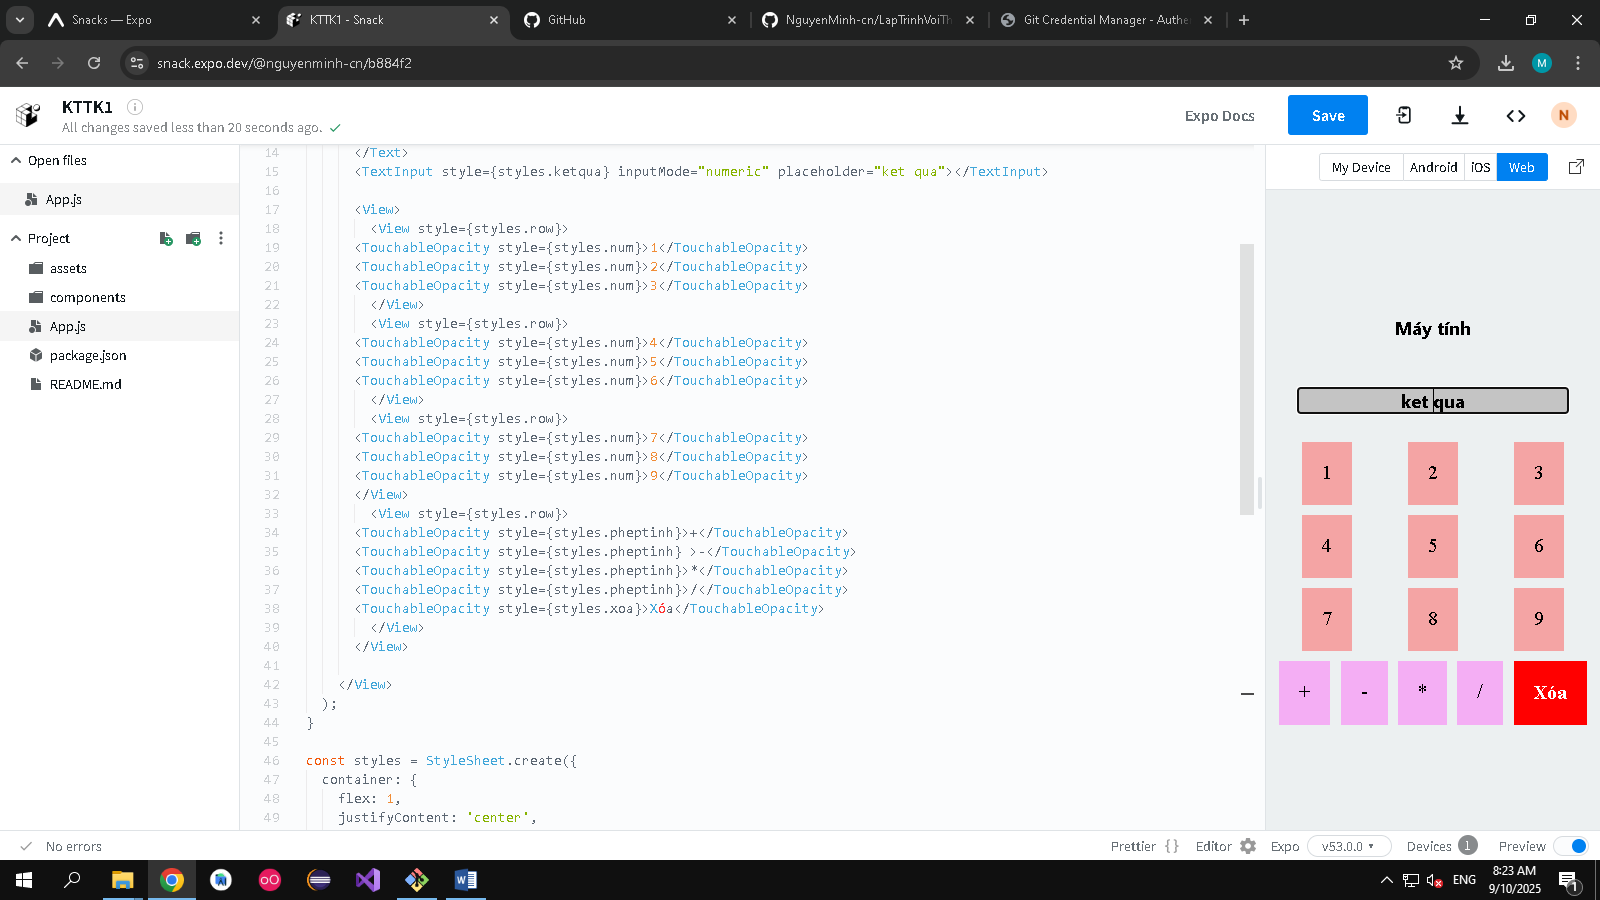 Snacks — Expo
KTTK1 - Snack
GitHub
NguyenMinh-cn/LapTrinhVoiTh
Git Credential Manager - Authe
snack.expo.dev/@nguyenminh-cn/b884f2
M
KTTK1
All changes saved less than 20 seconds ago.
Expo Docs
Save
N
Open files
App.js
Project
assets
components
App.js
package.json
README.md
14 </Text>
15 <TextInput style={styles.ketqua} inputMode="numeric" placeholder="ket qua"></TextInput>
16
17 <View>
18 <View style={styles.row}>
19 <TouchableOpacity style={styles.num}>1</TouchableOpacity>
20 <TouchableOpacity style={styles.num}>2</TouchableOpacity>
21 <TouchableOpacity style={styles.num}>3</TouchableOpacity>
22 </View>
23 <View style={styles.row}>
24 <TouchableOpacity style={styles.num}>4</TouchableOpacity>
25 <TouchableOpacity style={styles.num}>5</TouchableOpacity>
26 <TouchableOpacity style={styles.num}>6</TouchableOpacity>
27 </View>
28 <View style={styles.row}>
29 <TouchableOpacity style={styles.num}>7</TouchableOpacity>
30 <TouchableOpacity style={styles.num}>8</TouchableOpacity>
31 <TouchableOpacity style={styles.num}>9</TouchableOpacity>
32 </View>
33 <View style={styles.row}>
34 <TouchableOpacity style={styles.pheptinh}>+</TouchableOpacity>
35 <TouchableOpacity style={styles.pheptinh} >-</TouchableOpacity>
36 <TouchableOpacity style={styles.pheptinh}>*</TouchableOpacity>
37 <TouchableOpacity style={styles.pheptinh}>/</TouchableOpacity>
38 <TouchableOpacity style={styles.xoa}>Xóa</TouchableOpacity>
39 </View>
40 </View>
41
42 </View>
43 );
44 }
45
46 const styles = StyleSheet.create({
47 container: {
48 flex: 1,
49 justifyContent: 'center',
My Device Android iOS Web
Máy tính
ket qua
1 2 3
4 5 6
7 8 9
+ - * / Xóa
No errors
Prettier {} Editor Expo v53.0.0 Devices 1 Preview
ENG
8:23 AM
9/10/2025
1